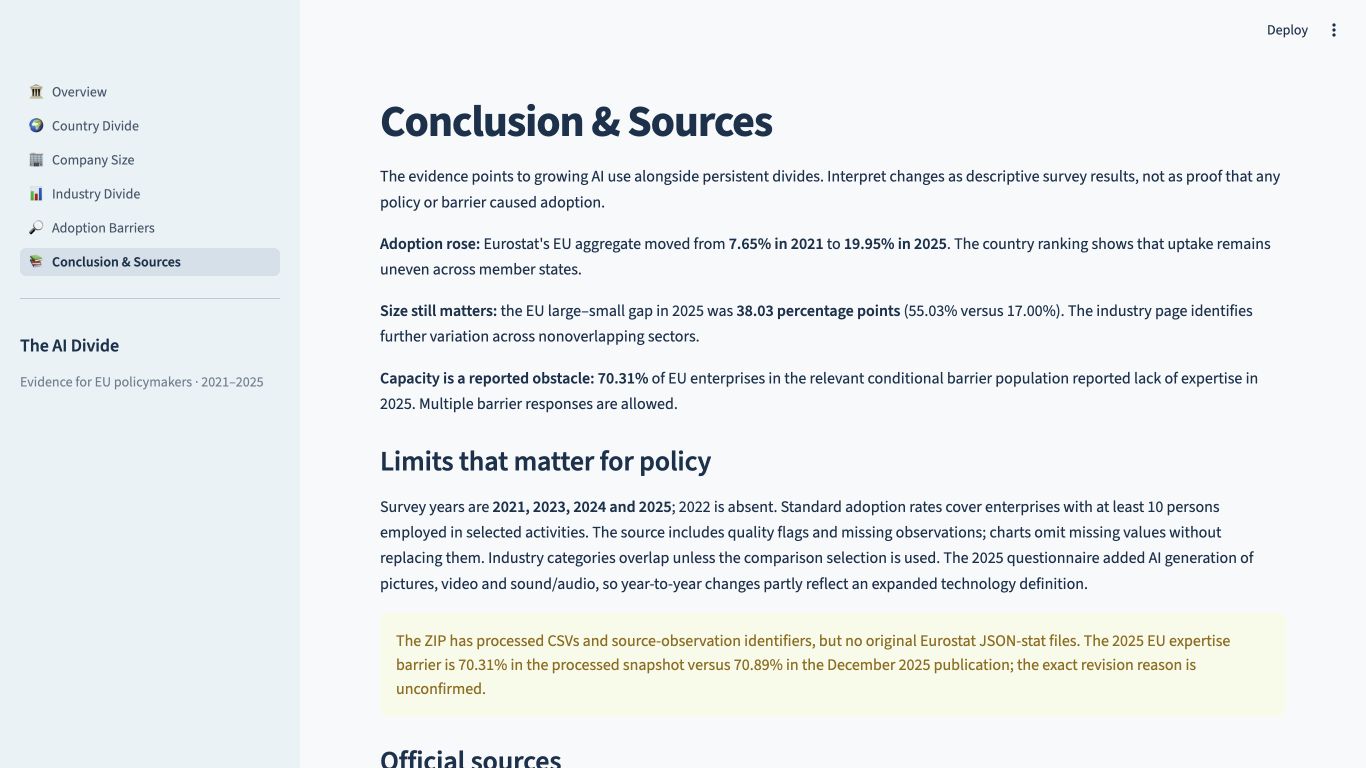 Deploy
Overview
Country Divide
Company Size
Industry Divide
Adoption Barriers
Conclusion & Sources
The AI Divide
Evidence for EU policymakers · 2021–2025
Conclusion & Sources
The evidence points to growing AI use alongside persistent divides. Interpret changes as descriptive survey results, not as proof that any
policy or barrier caused adoption.
Adoption rose: Eurostat's EU aggregate moved from 7.65% in 2021 to 19.95% in 2025. The country ranking shows that uptake remains
uneven across member states.
Size still matters: the EU large–small gap in 2025 was 38.03 percentage points (55.03% versus 17.00%). The industry page identifies
further variation across nonoverlapping sectors.
Capacity is a reported obstacle: 70.31% of EU enterprises in the relevant conditional barrier population reported lack of expertise in
2025. Multiple barrier responses are allowed.
Limits that matter for policy
Survey years are 2021, 2023, 2024 and 2025; 2022 is absent. Standard adoption rates cover enterprises with at least 10 persons
employed in selected activities. The source includes quality flags and missing observations; charts omit missing values without
replacing them. Industry categories overlap unless the comparison selection is used. The 2025 questionnaire added AI generation of
pictures, video and sound/audio, so year-to-year changes partly reflect an expanded technology definition.
The ZIP has processed CSVs and source-observation identifiers, but no original Eurostat JSON-stat files. The 2025 EU expertise
barrier is 70.31% in the processed snapshot versus 70.89% in the December 2025 publication; the exact revision reason is
unconfirmed.
Official sources